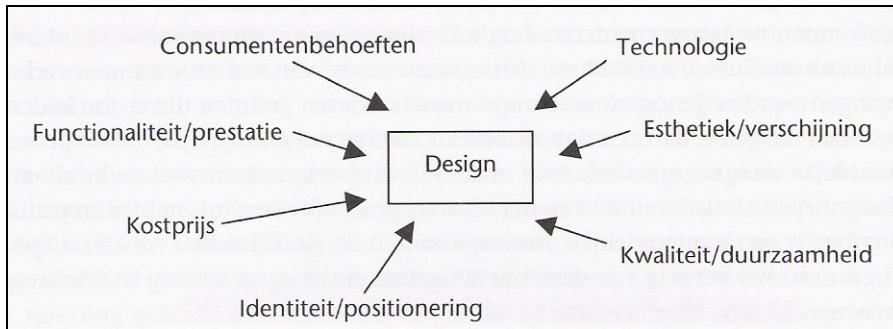 Consumentenbehoeften
Technologie
Functionaliteit/prestatie
Esthetiek/verschijning
Design
Kostprijs
Kwaliteit/duurzaamheid
Identiteit/positionering